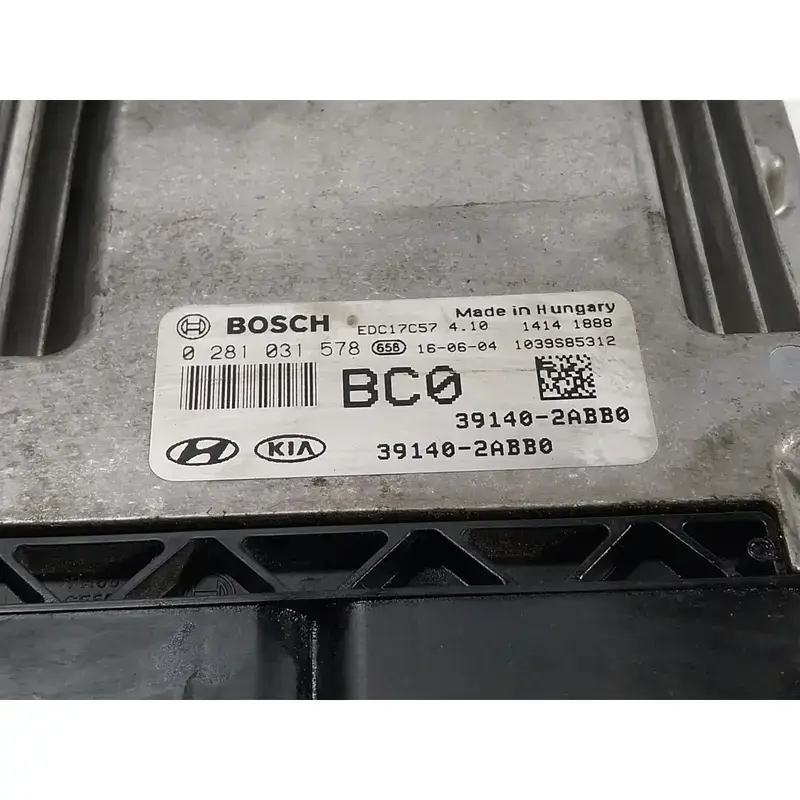 Made in Hungary
BOSCH EDC17C57 4.10 1414 1888
0 281 031 578 658 16-06-04 1039S85312
BC0
39140-2ABB0
KIA 39140-2ABB0